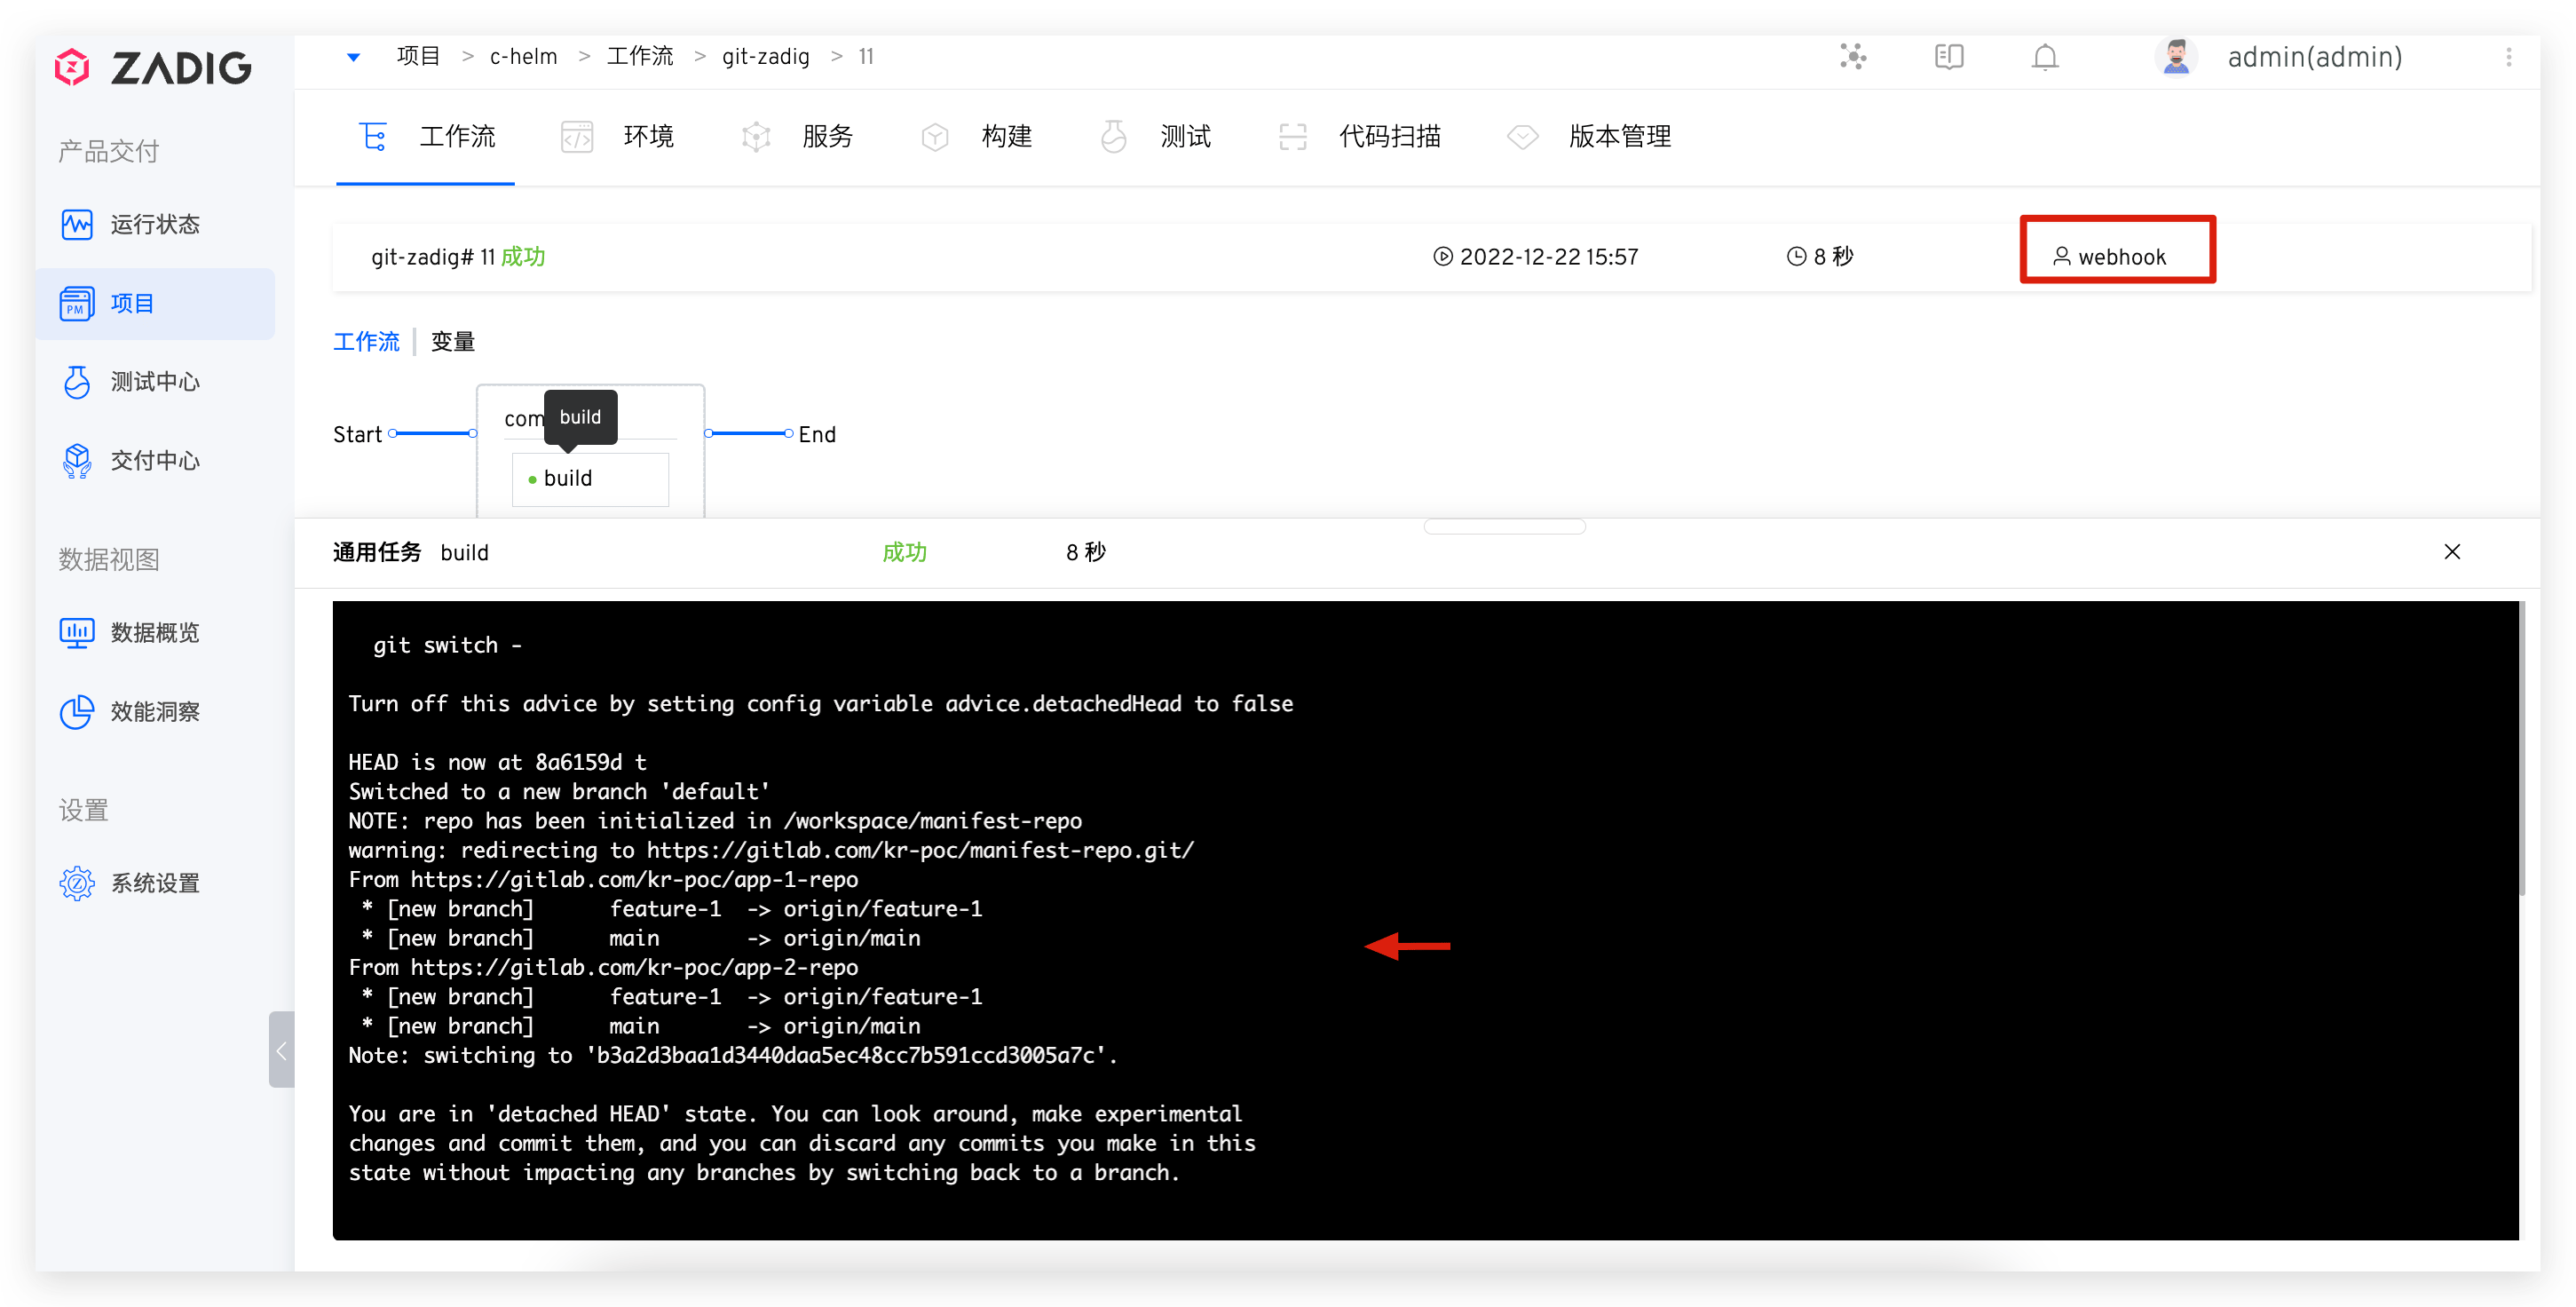 ZADIG
项目 > c-helm > 工作流 > git-zadig > 11
admin(admin)
产品交付
运行状态
PM 项目
测试中心
交付中心
数据视图
数据概览
效能洞察
设置
系统设置
工作流 环境 服务 构建 测试 代码扫描 版本管理
git-zadig# 11 成功 2022-12-22 15:57 8 秒 webhook
工作流 | 变量
Start
com
build
build
End
通用任务 build 成功 8 秒
git switch -
Turn off this advice by setting config variable advice.detachedHead to false
HEAD is now at 8a6159d t
Switched to a new branch 'default'
NOTE: repo has been initialized in /workspace/manifest-repo
warning: redirecting to https://gitlab.com/kr-poc/manifest-repo.git/
From https://gitlab.com/kr-poc/app-1-repo
* [new branch] feature-1 -> origin/feature-1
* [new branch] main -> origin/main
From https://gitlab.com/kr-poc/app-2-repo
* [new branch] feature-1 -> origin/feature-1
* [new branch] main -> origin/main
Note: switching to 'b3a2d3baa1d3440daa5ec48cc7b591ccd3005a7c'.
You are in 'detached HEAD' state. You can look around, make experimental
changes and commit them, and you can discard any commits you make in this
state without impacting any branches by switching back to a branch.